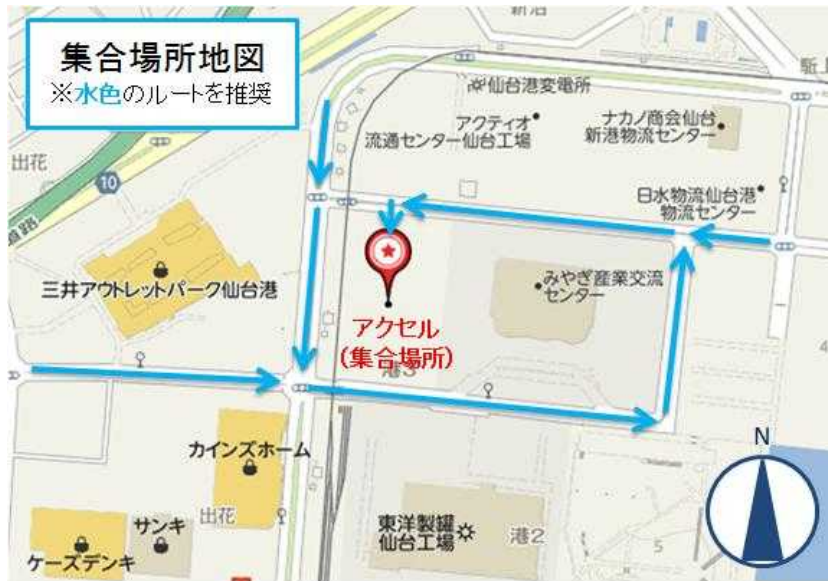 集合場所地図
※水色のルートを推奨
仙台港変電所
アクティオ
流通センター仙台工場
ナカノ商会仙台
新港物流センター
出花
10
日水物流仙台港
物流センター
道路
三井アウトレットパーク仙台港
みやぎ産業交流
センター
アクセル
(集合場所)
港3
カインズホーム
N
出花
サンキ
ケーズデンキ
東洋製罐
仙台工場
港2
5
4